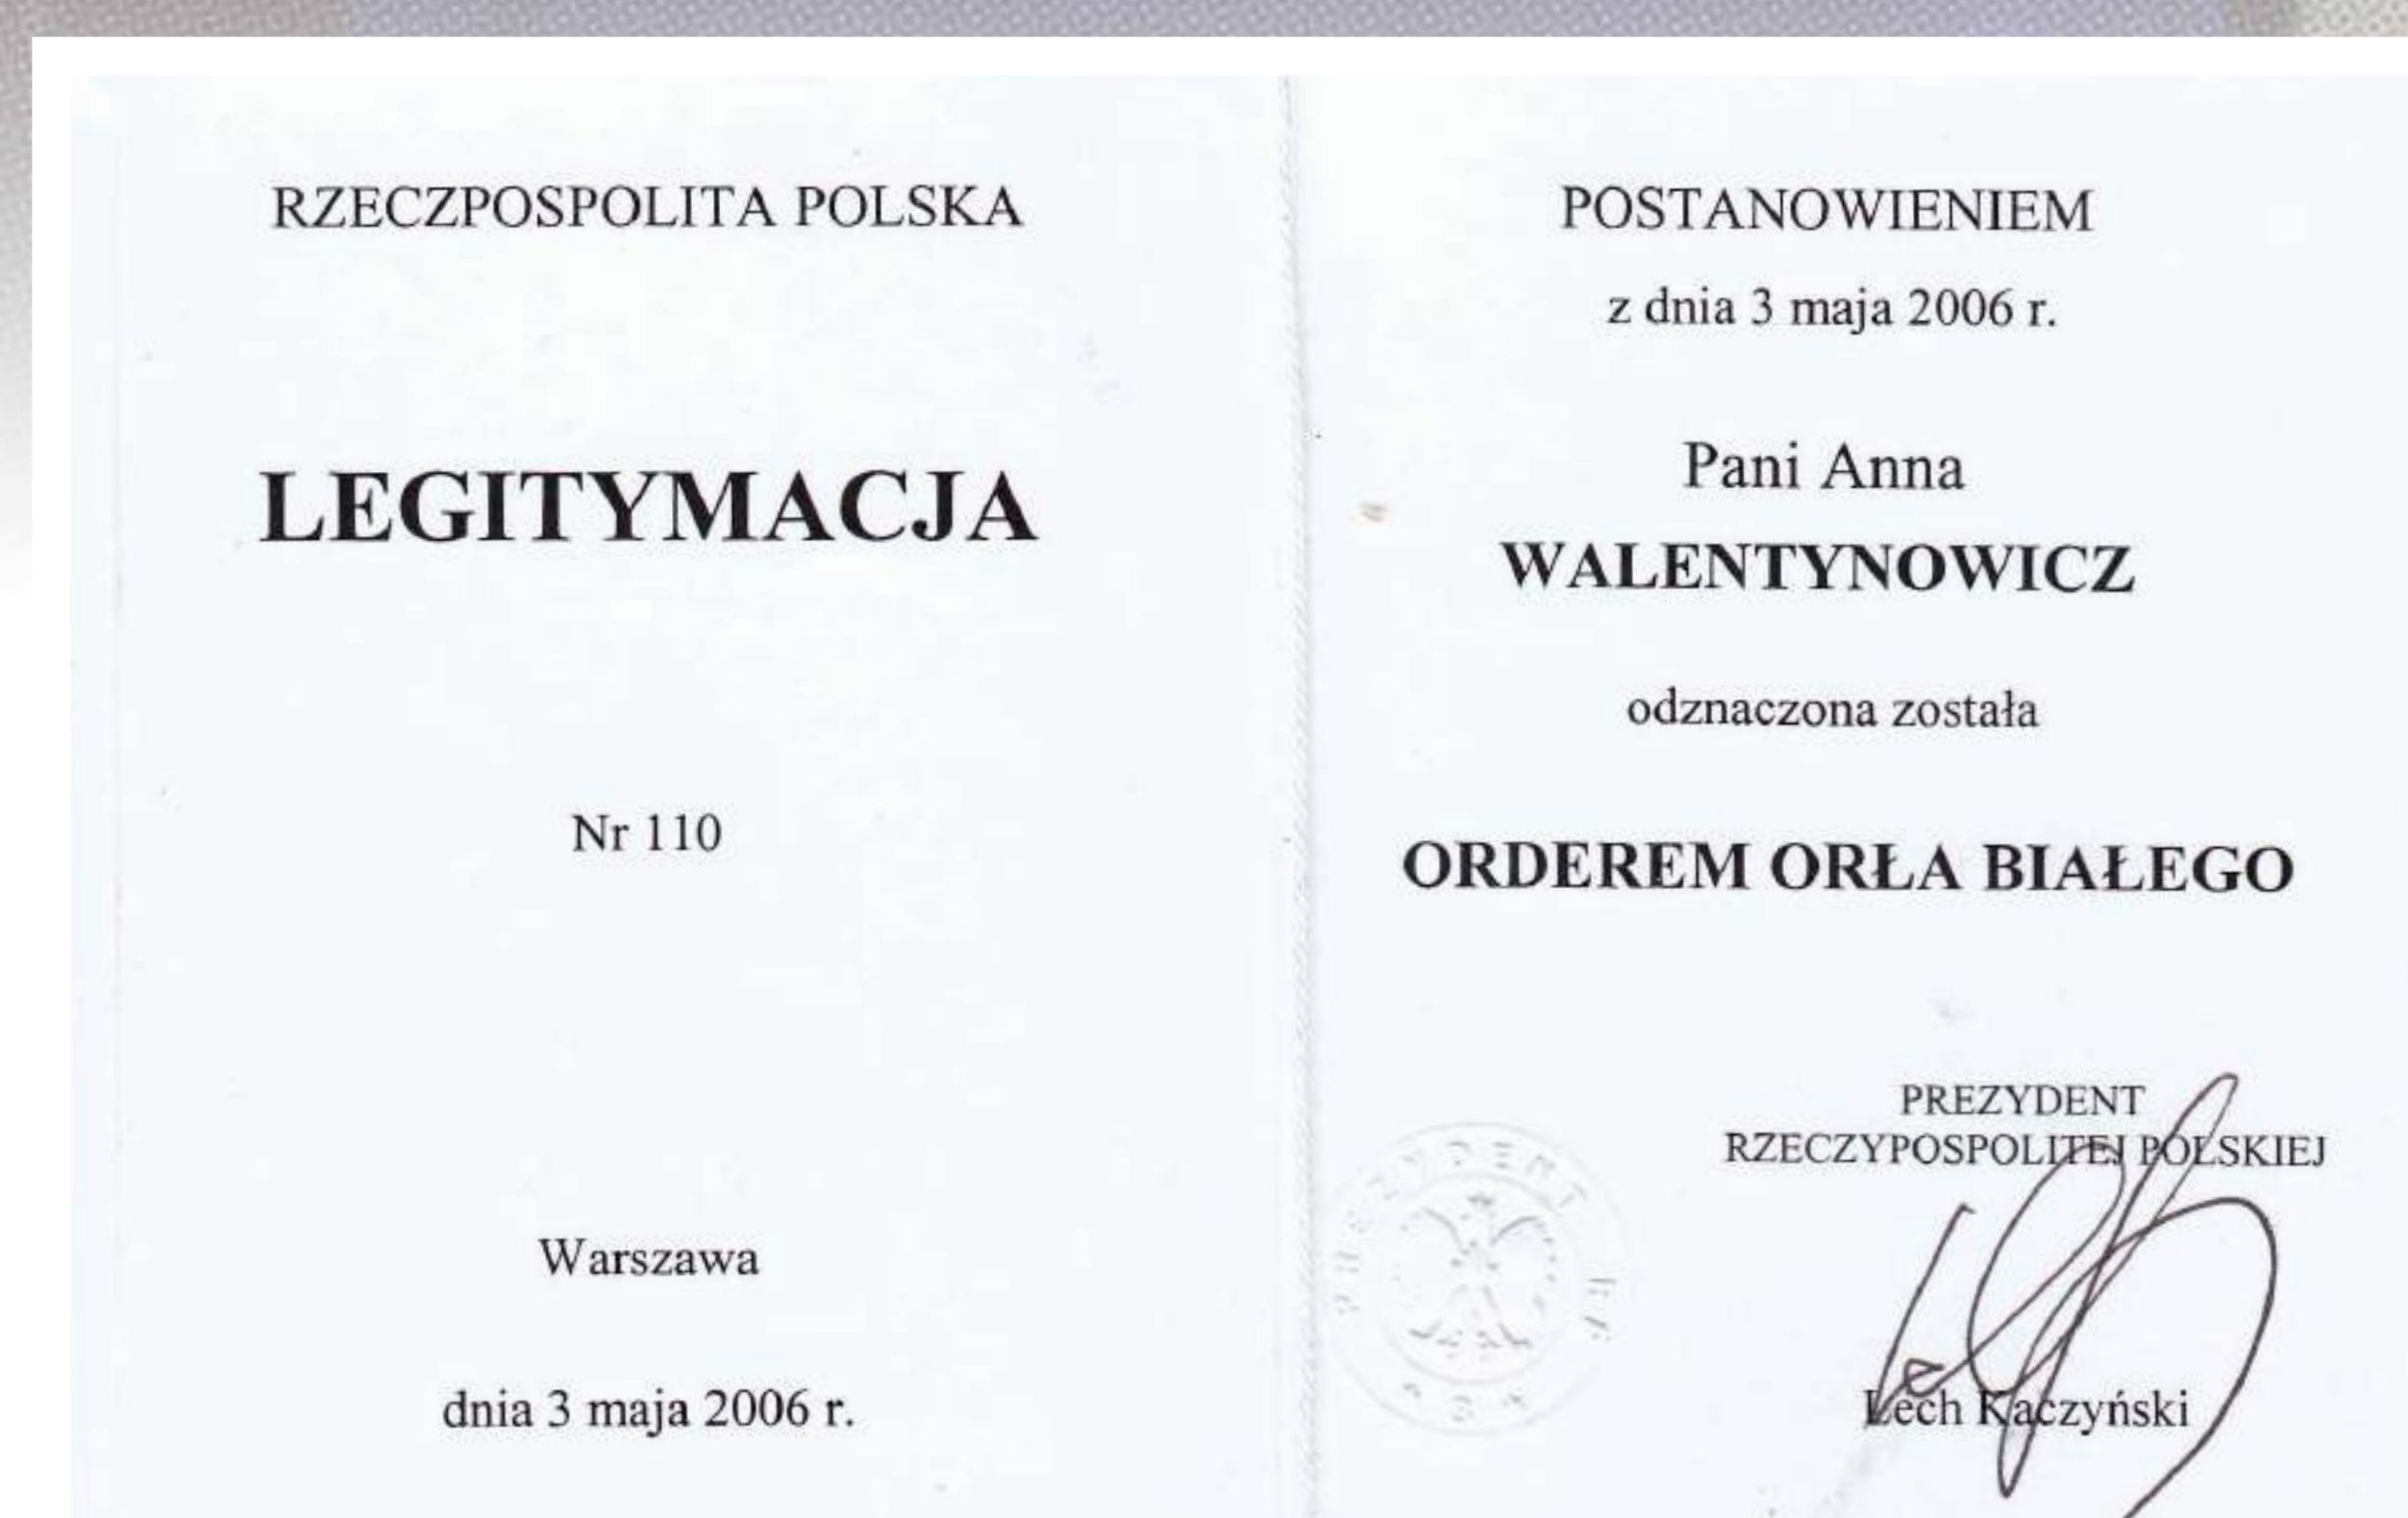 RZECZPOSPOLITA POLSKA
LEGITYMACJA
Nr 110
Warszawa
dnia 3 maja 2006 r.
POSTANOWIENIEM
z dnia 3 maja 2006 r.
Pani Anna
WALENTYNOWICZ
odznaczona została
ORDEREM ORŁA BIAŁEGO
PREZYDENT
RZECZYPOSPOLITEJ POLSKIEJ
Lech Kaczyński